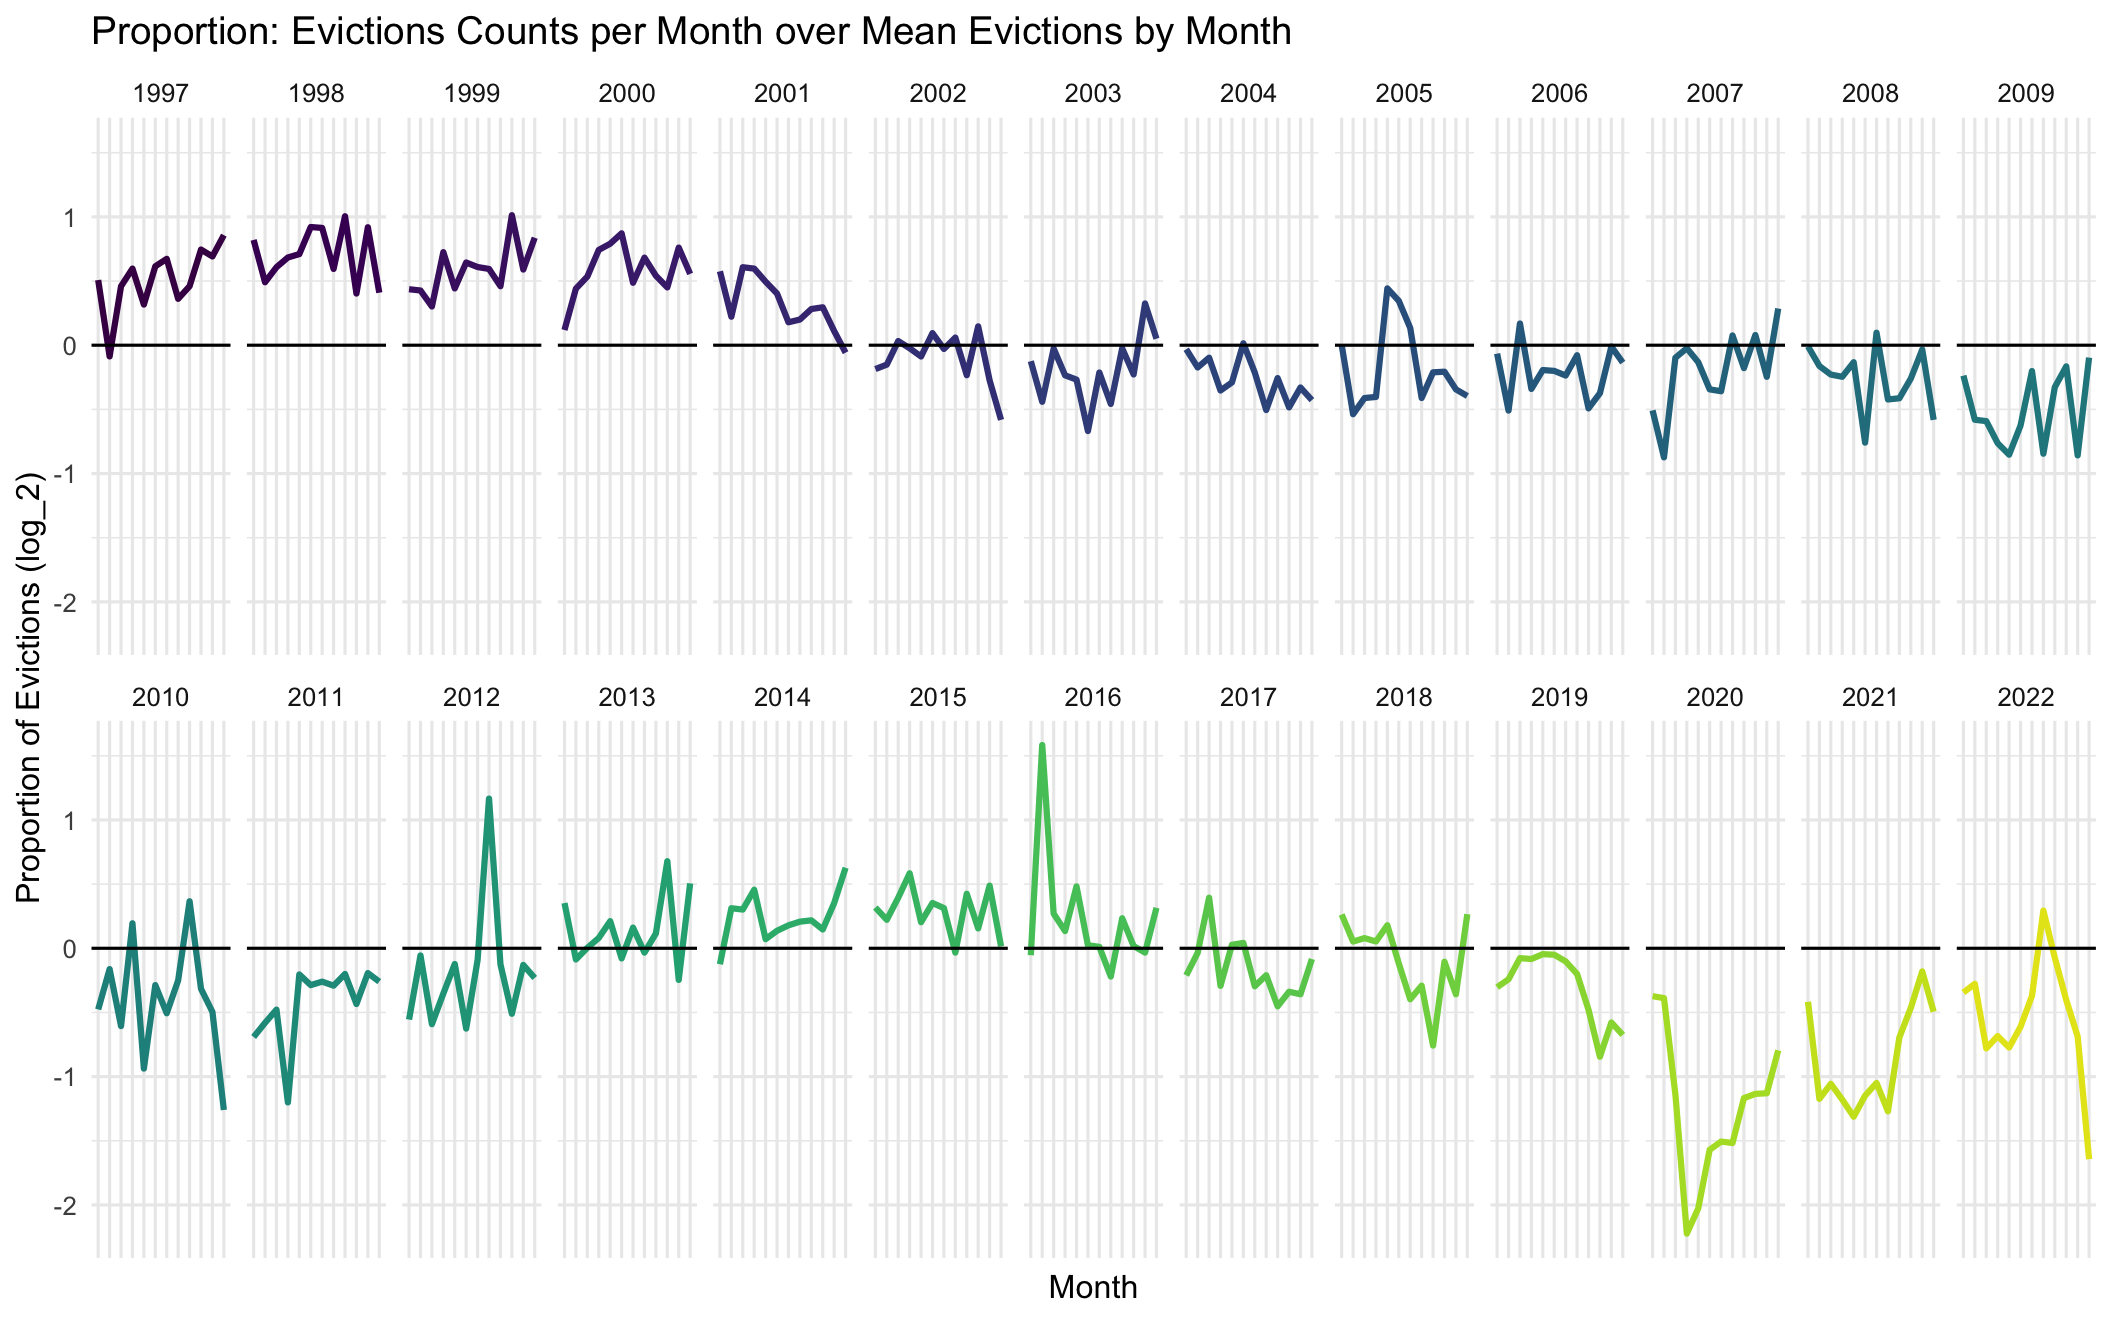 Proportion: Evictions Counts per Month over Mean Evictions by Month
1997 1998 1999 2000 2001 2002 2003 2004 2005 2006 2007 2008 2009
1
0
-1
-2
Proportion of Evictions (log_2)
2010 2011 2012 2013 2014 2015 2016 2017 2018 2019 2020 2021 2022
1
0
-1
-2
Month